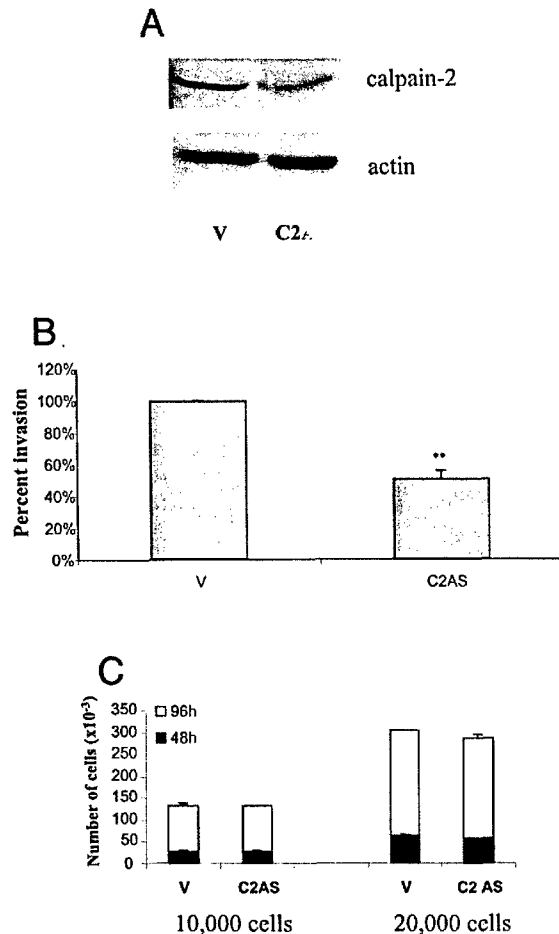 A
calpain-2
actin
V C2A
B
120%
100%
80%
60%
40%
20%
0%
Percent invasion
**
V C2AS
C
350
300
250
200
150
100
50
0
Number of cells (x10-3)
96h
48h
V C2AS V C2 AS
10,000 cells 20,000 cells